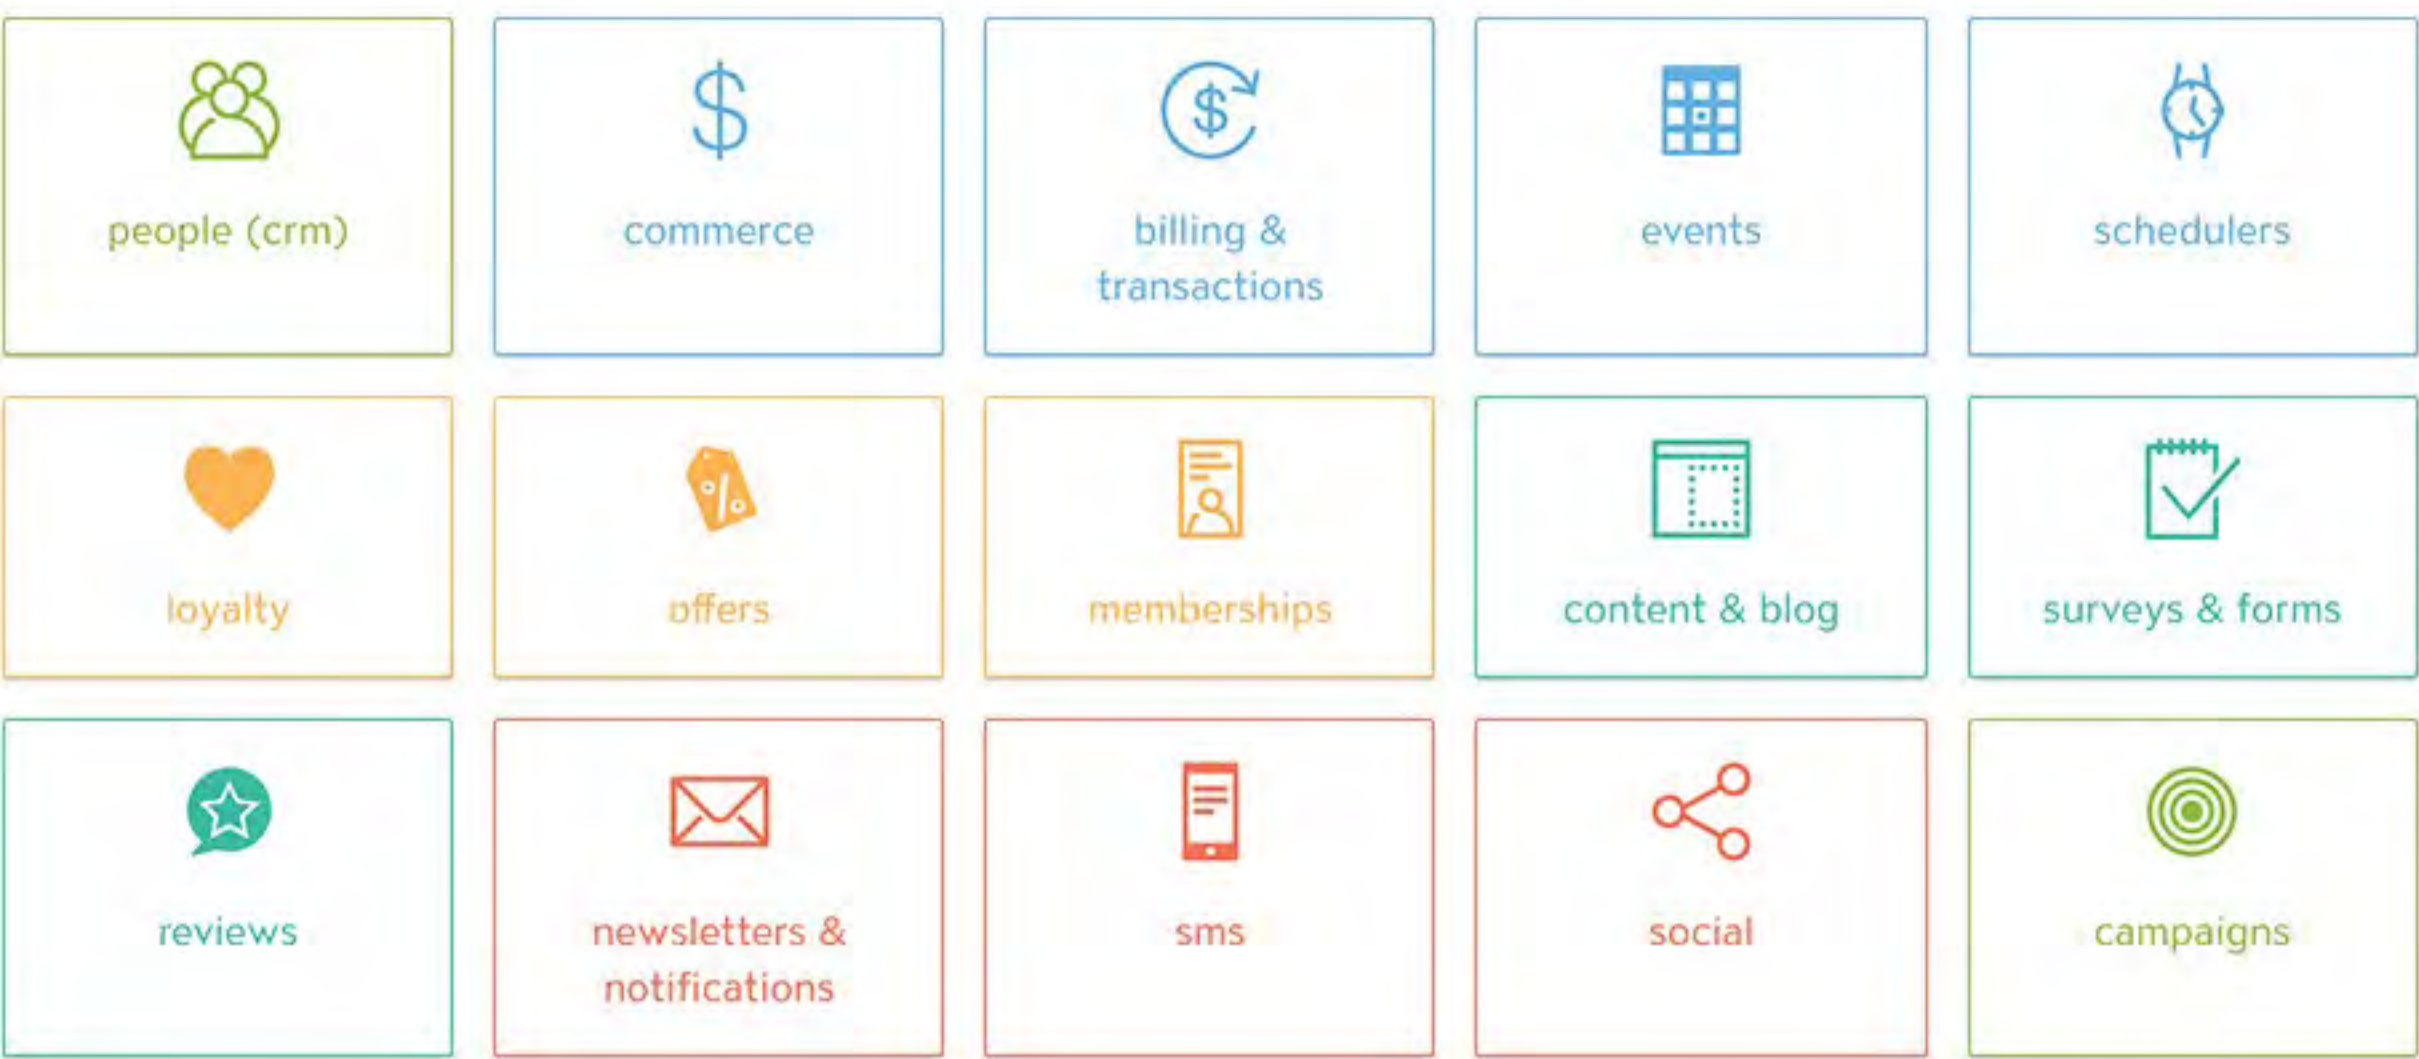 people (crm)
commerce
billing &
transactions
events
schedulers
loyalty
offers
memberships
content & blog
surveys & forms
reviews
newsletters &
notifications
sms
social
campaigns